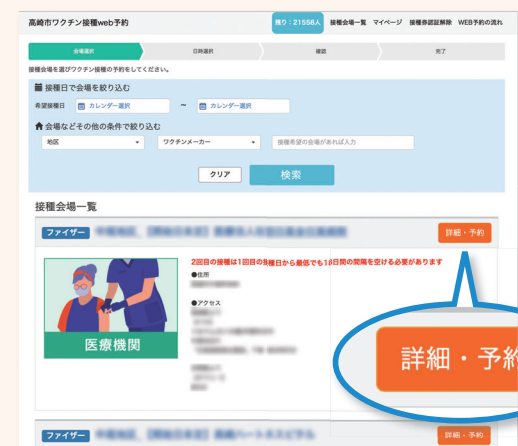 高崎市ワクチン接種web予約
残り：21558人 接種会場一覧 マイページ 接種券認証解除 WEB予約の流れ
会場選択 日時選択 確認 完了
接種会場を選びワクチン接種の予約をしてください。
接種日で会場を絞り込む
希望接種日 カレンダー選択 ~ カレンダー選択
会場などその他の条件で絞り込む
地区 ワクチンメーカー 接種希望の会場があれば入力
クリア 検索
接種会場一覧
ファイザー 詳細・予約
2回目の接種は1回目の接種日から最低でも18日間の間隔を空ける必要があります
●住所
●アクセス
医療機関
詳細・予約
ファイザー 詳細・予約